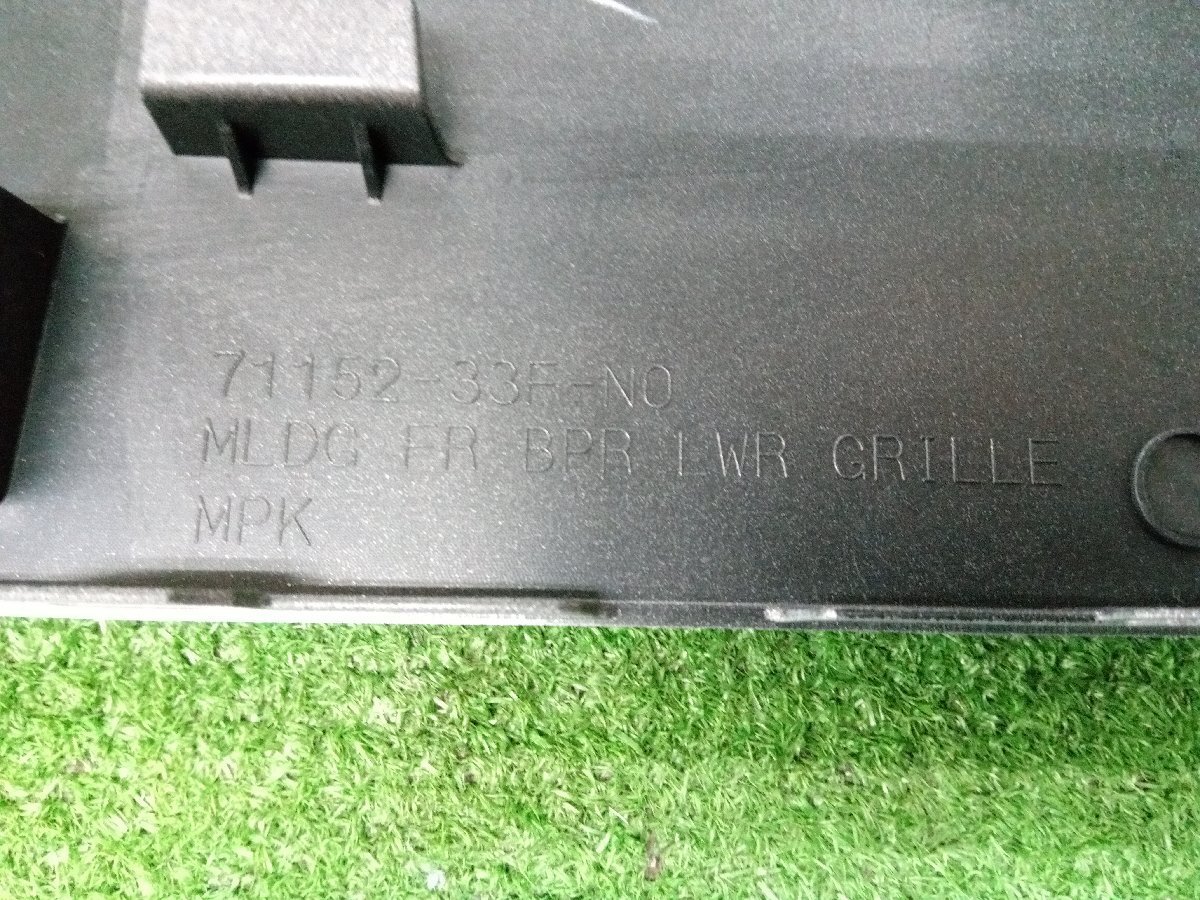 71152-33F-N0
MLDG FR BPR LWR GRILLE
MPK